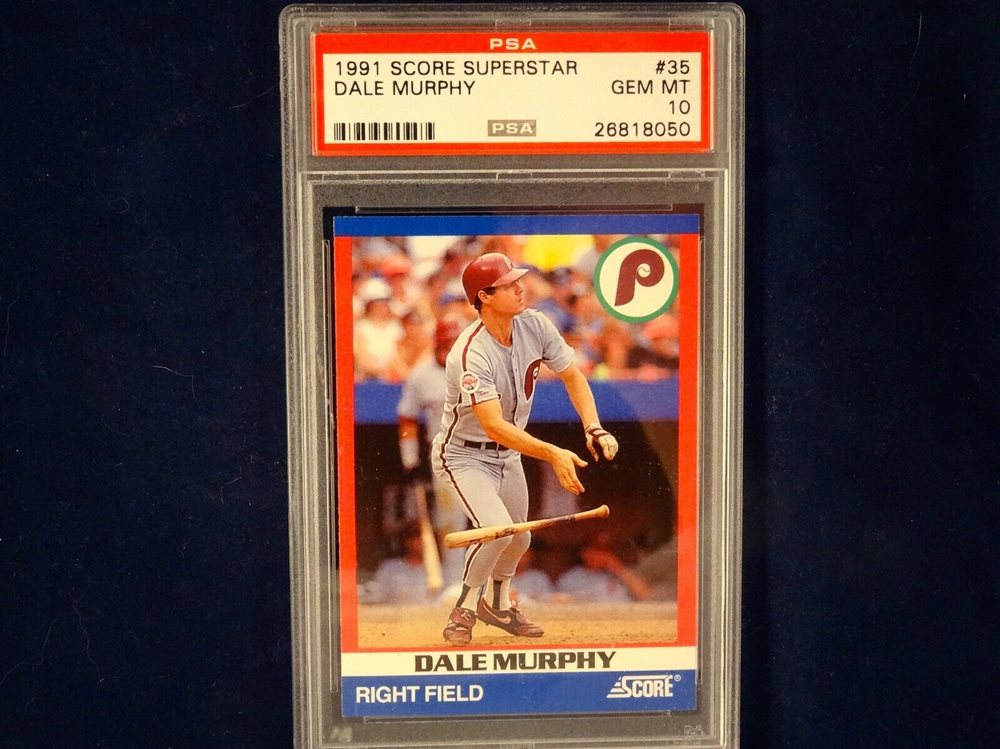 PSA
1991 SCORE SUPERSTAR #35
DALE MURPHY GEM MT
10
PSA 26818050
P
DALE MURPHY
RIGHT FIELD SCORE®